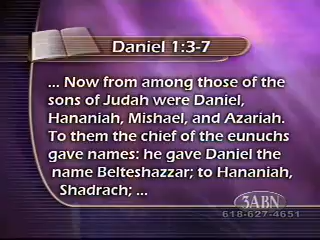 Daniel 1:3-7
... Now from among those of the
sons of Judah were Daniel,
Hananiah, Mishael, and Azariah.
To them the chief of the eunuchs
gave names: he gave Daniel the
name Belteshazzar; to Hananiah,
Shadrach; ...
3ABN
618-627-4651